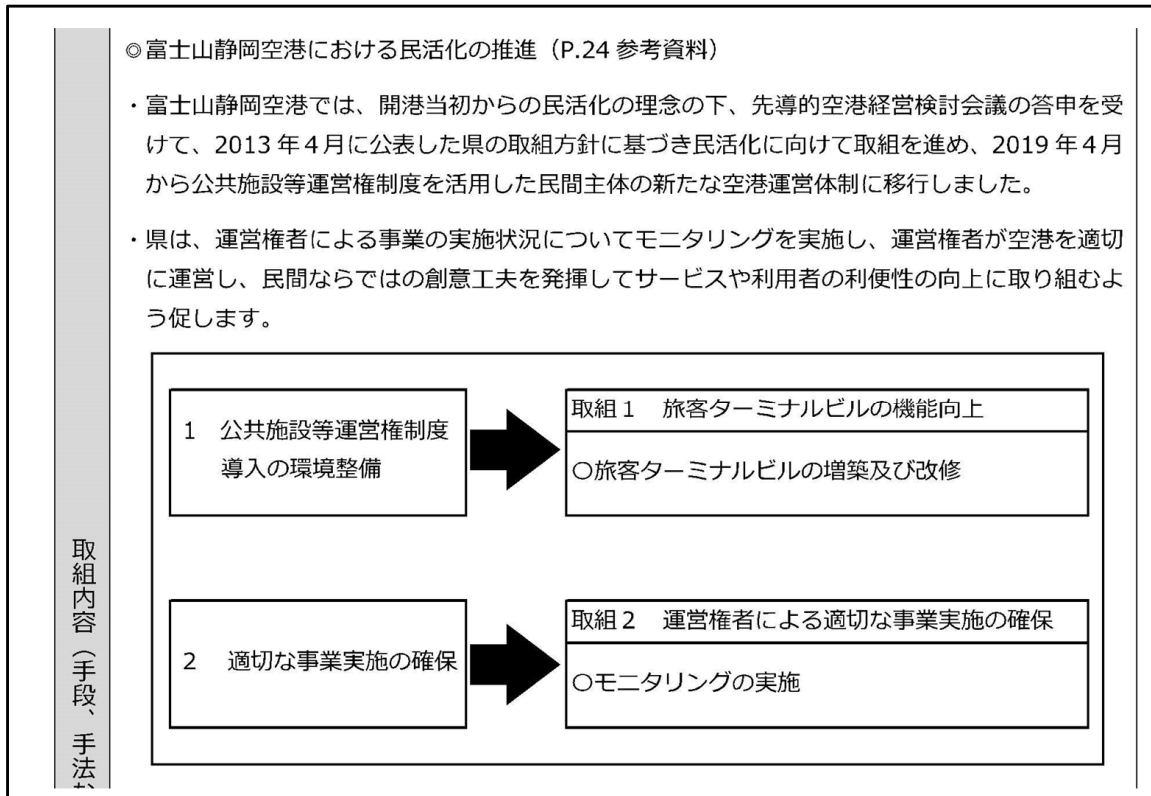 ◎富士山静岡空港における民活化の推進（P.24 参考資料）
・富士山静岡空港では、開港当初からの民活化の理念の下、先導的空港経営検討会議の答申を受
けて、2013 年４月に公表した県の取組方針に基づき民活化に向けて取組を進め、2019 年４月
から公共施設等運営権制度を活用した民間主体の新たな空港運営体制に移行しました。
・県は、運営権者による事業の実施状況についてモニタリングを実施し、運営権者が空港を適切
に運営し、民間ならではの創意工夫を発揮してサービスや利用者の利便性の向上に取り組むよ
う促します。
1 公共施設等運営権制度
導入の環境整備
取組１ 旅客ターミナルビルの機能向上
○旅客ターミナルビルの増築及び改修
2 適切な事業実施の確保
取組２ 運営権者による適切な事業実施の確保
○モニタリングの実施
取組内容（手段、手法